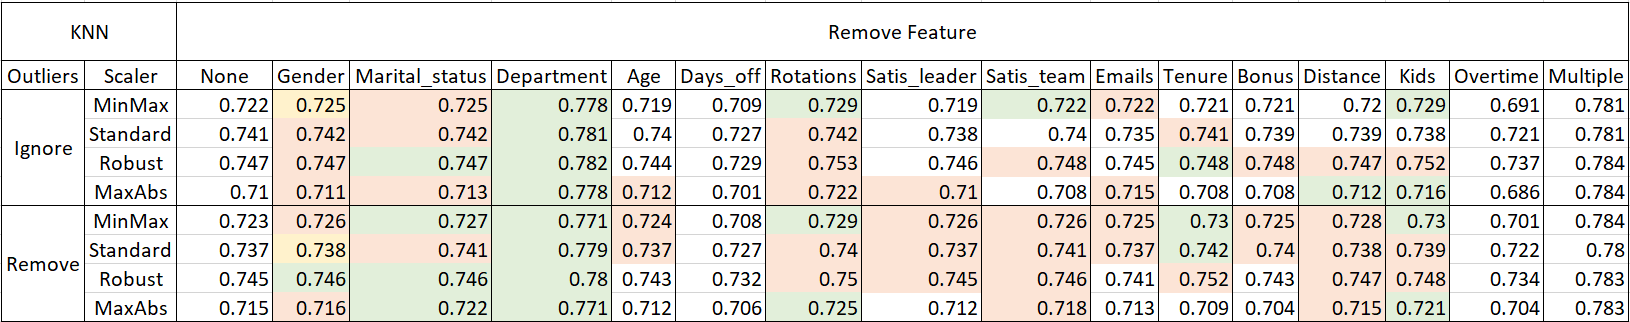 KNN Remove Feature
Outliers Scaler None Gender Marital_status Department Age Days_off Rotations Satis_leader Satis_team Emails Tenure Bonus Distance Kids Overtime Multiple
Ignore
MinMax 0.722 0.725 0.725 0.778 0.719 0.709 0.729 0.719 0.722 0.722 0.721 0.721 0.72 0.729 0.691 0.781
Standard 0.741 0.742 0.742 0.781 0.74 0.727 0.742 0.738 0.74 0.735 0.741 0.739 0.739 0.738 0.721 0.781
Robust 0.747 0.747 0.747 0.782 0.744 0.729 0.753 0.746 0.748 0.745 0.748 0.748 0.747 0.752 0.737 0.784
MaxAbs 0.71 0.711 0.713 0.778 0.712 0.701 0.722 0.71 0.708 0.715 0.708 0.708 0.712 0.716 0.686 0.784
Remove
MinMax 0.723 0.726 0.727 0.771 0.724 0.708 0.729 0.726 0.726 0.725 0.73 0.725 0.728 0.73 0.701 0.784
Standard 0.737 0.738 0.741 0.779 0.737 0.727 0.74 0.737 0.741 0.737 0.742 0.74 0.738 0.739 0.722 0.78
Robust 0.745 0.746 0.746 0.78 0.743 0.732 0.75 0.745 0.746 0.741 0.752 0.743 0.747 0.748 0.734 0.783
MaxAbs 0.715 0.716 0.722 0.771 0.712 0.706 0.725 0.712 0.718 0.713 0.709 0.704 0.715 0.721 0.704 0.783